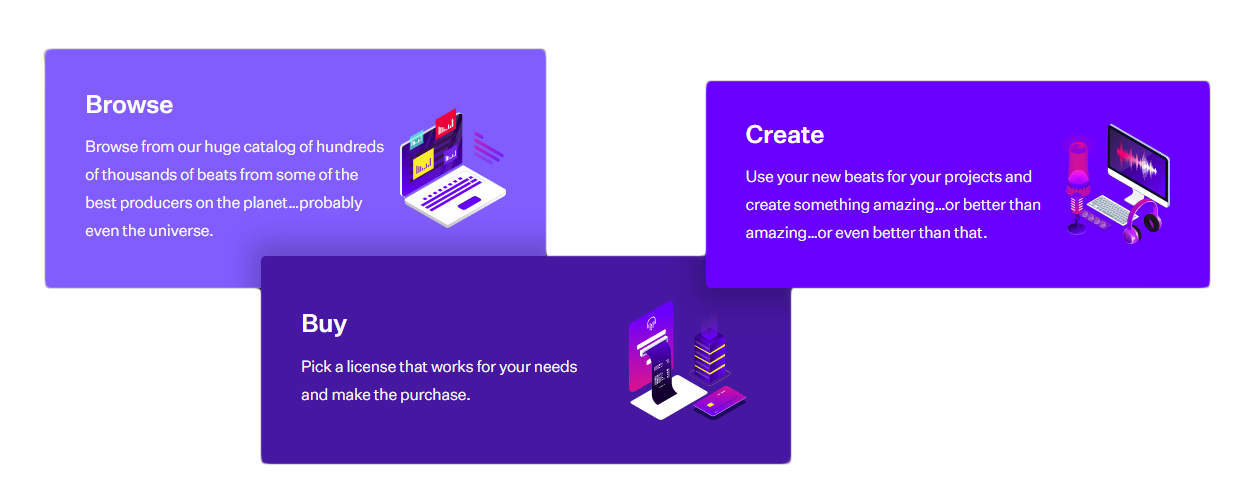 Browse
Browse from our huge catalog of hundreds
of thousands of beats from some of the
best producers on the planet...probably
even the universe.
Buy
Pick a license that works for your needs
and make the purchase.
Create
Use your new beats for your projects and
create something amazing...or better than
amazing...or even better than that.